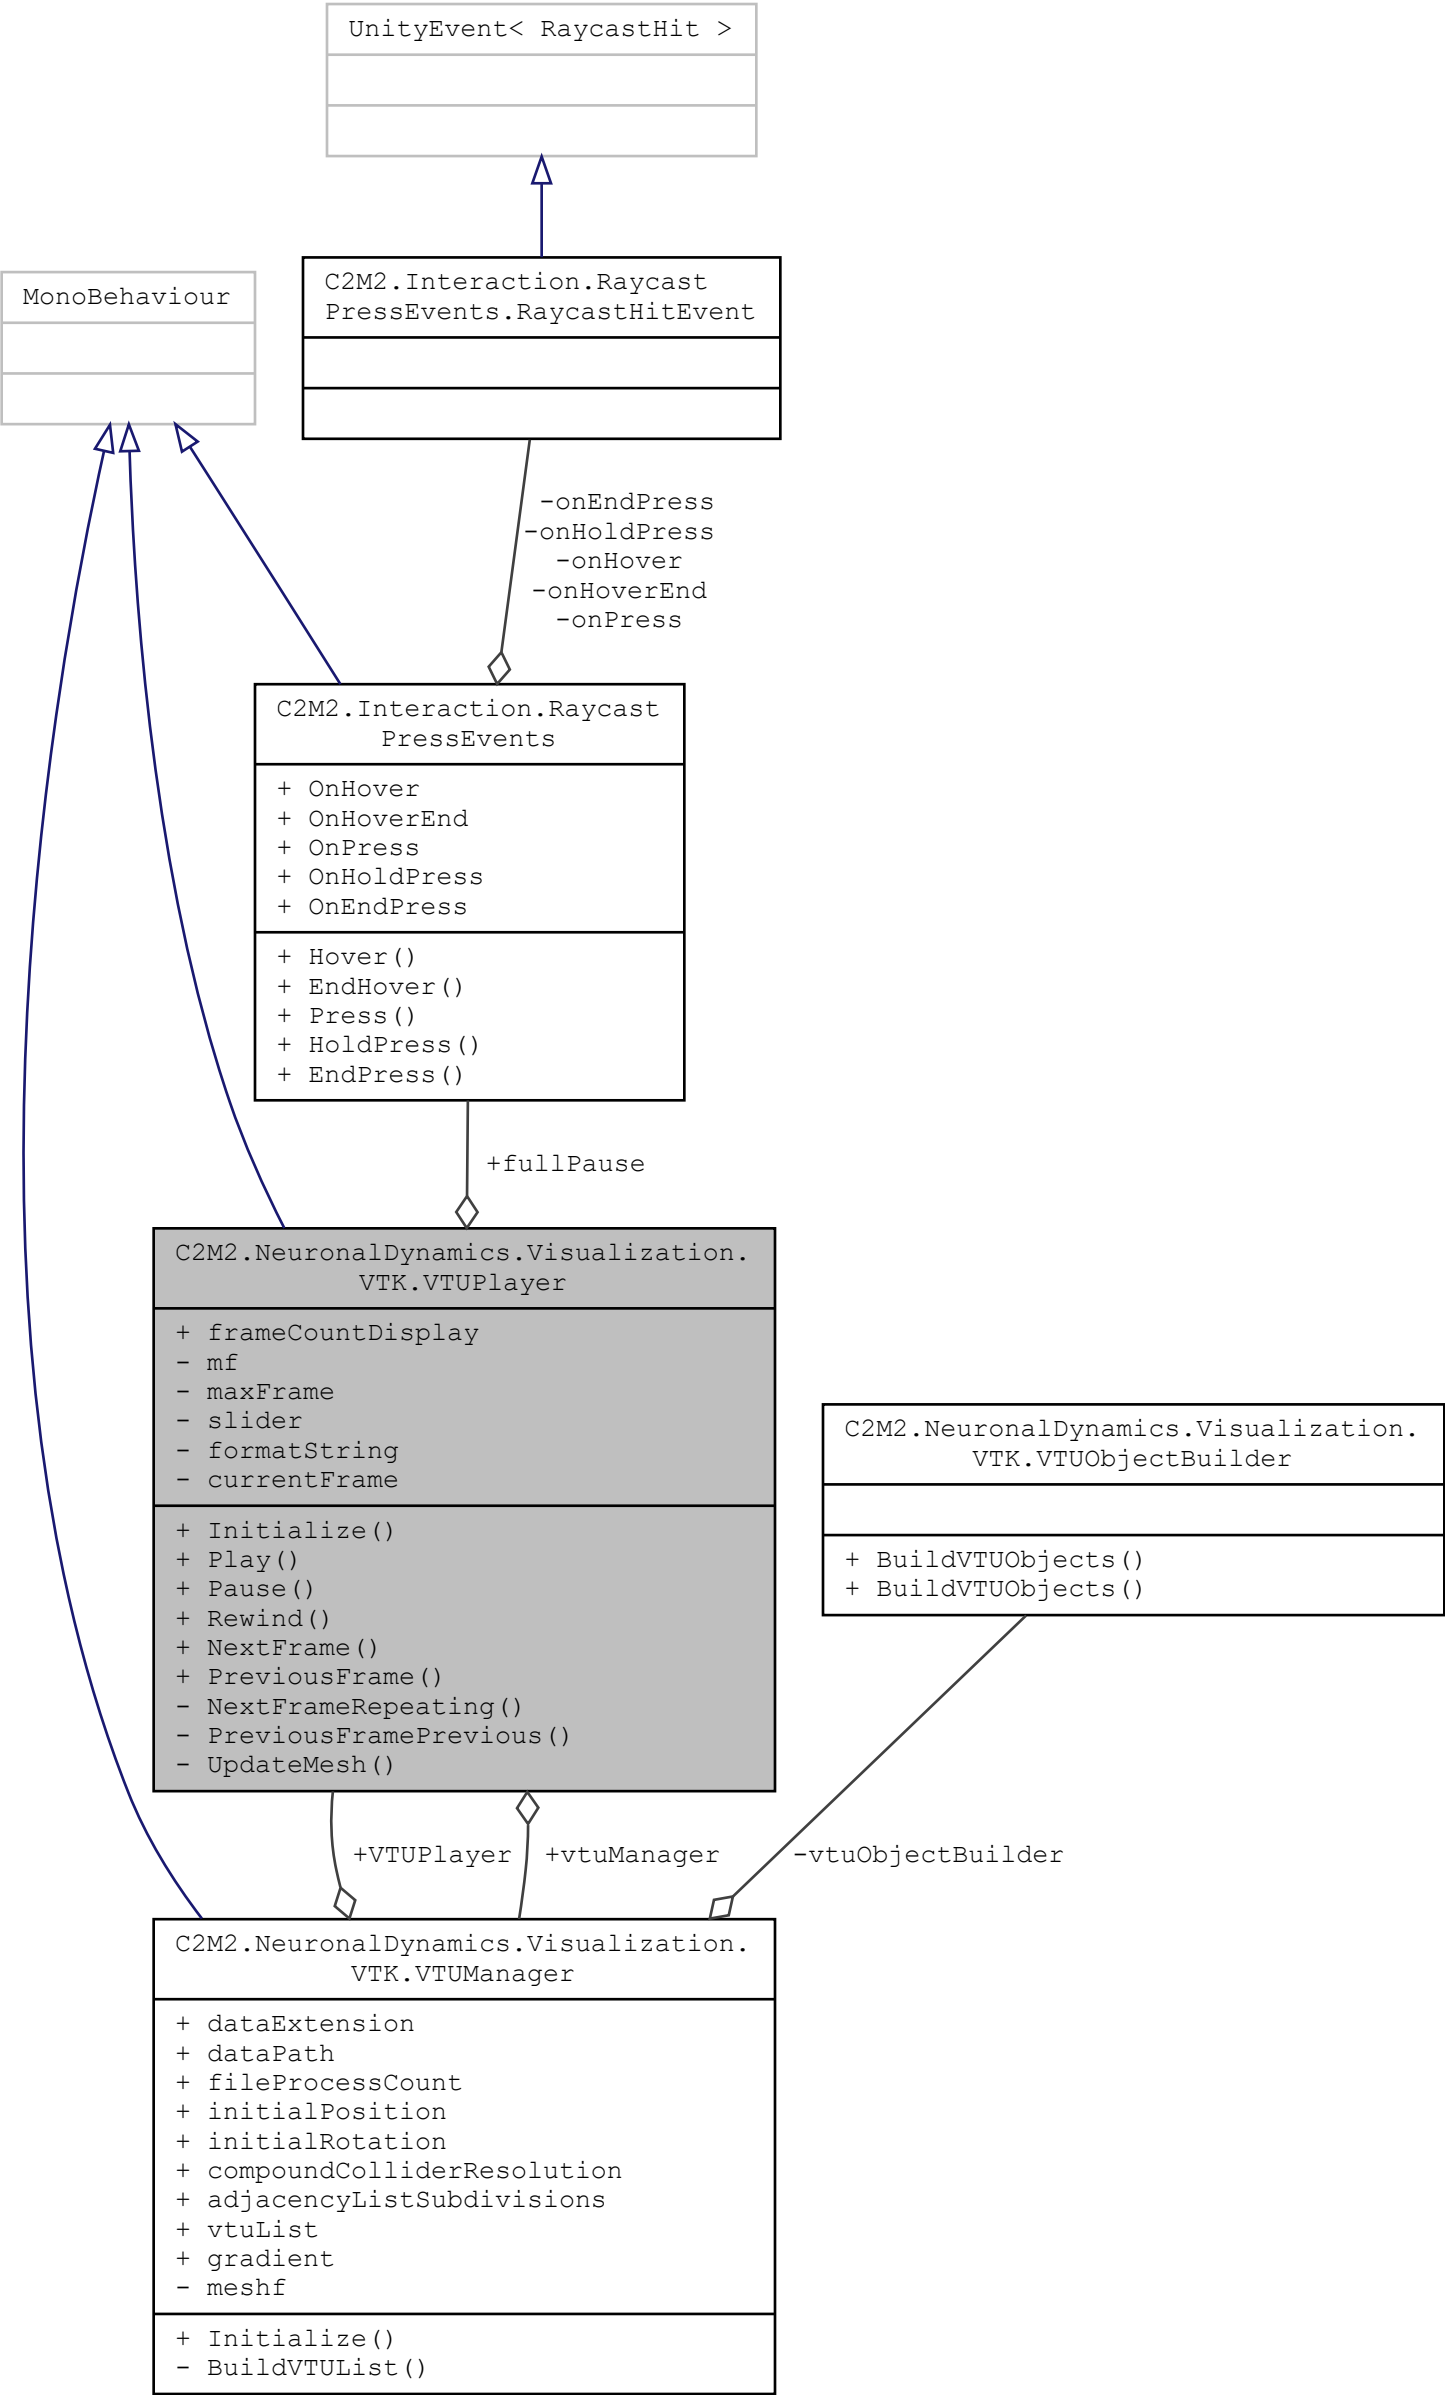 UnityEvent< RaycastHit >
C2M2.Interaction.Raycast
PressEvents.RaycastHitEvent
MonoBehaviour
-onEndPress
-onHoldPress
-onHover
-onHoverEnd
-onPress
C2M2.Interaction.Raycast
PressEvents
+ OnHover
+ OnHoverEnd
+ OnPress
+ OnHoldPress
+ OnEndPress
+ Hover()
+ EndHover()
+ Press()
+ HoldPress()
+ EndPress()
+fullPause
C2M2.NeuronalDynamics.Visualization.
VTK.VTUPlayer
+ frameCountDisplay
- mf
- maxFrame
- slider
- formatString
- currentFrame
+ Initialize()
+ Play()
+ Pause()
+ Rewind()
+ NextFrame()
+ PreviousFrame()
- NextFrameRepeating()
- PreviousFramePrevious()
- UpdateMesh()
C2M2.NeuronalDynamics.Visualization.
VTK.VTUObjectBuilder
+ BuildVTUObjects()
+ BuildVTUObjects()
+VTUPlayer
+vtuManager
-vtuObjectBuilder
C2M2.NeuronalDynamics.Visualization.
VTK.VTUManager
+ dataExtension
+ dataPath
+ fileProcessCount
+ initialPosition
+ initialRotation
+ compoundColliderResolution
+ adjacencyListSubdivisions
+ vtuList
+ gradient
- meshf
+ Initialize()
- BuildVTUList()